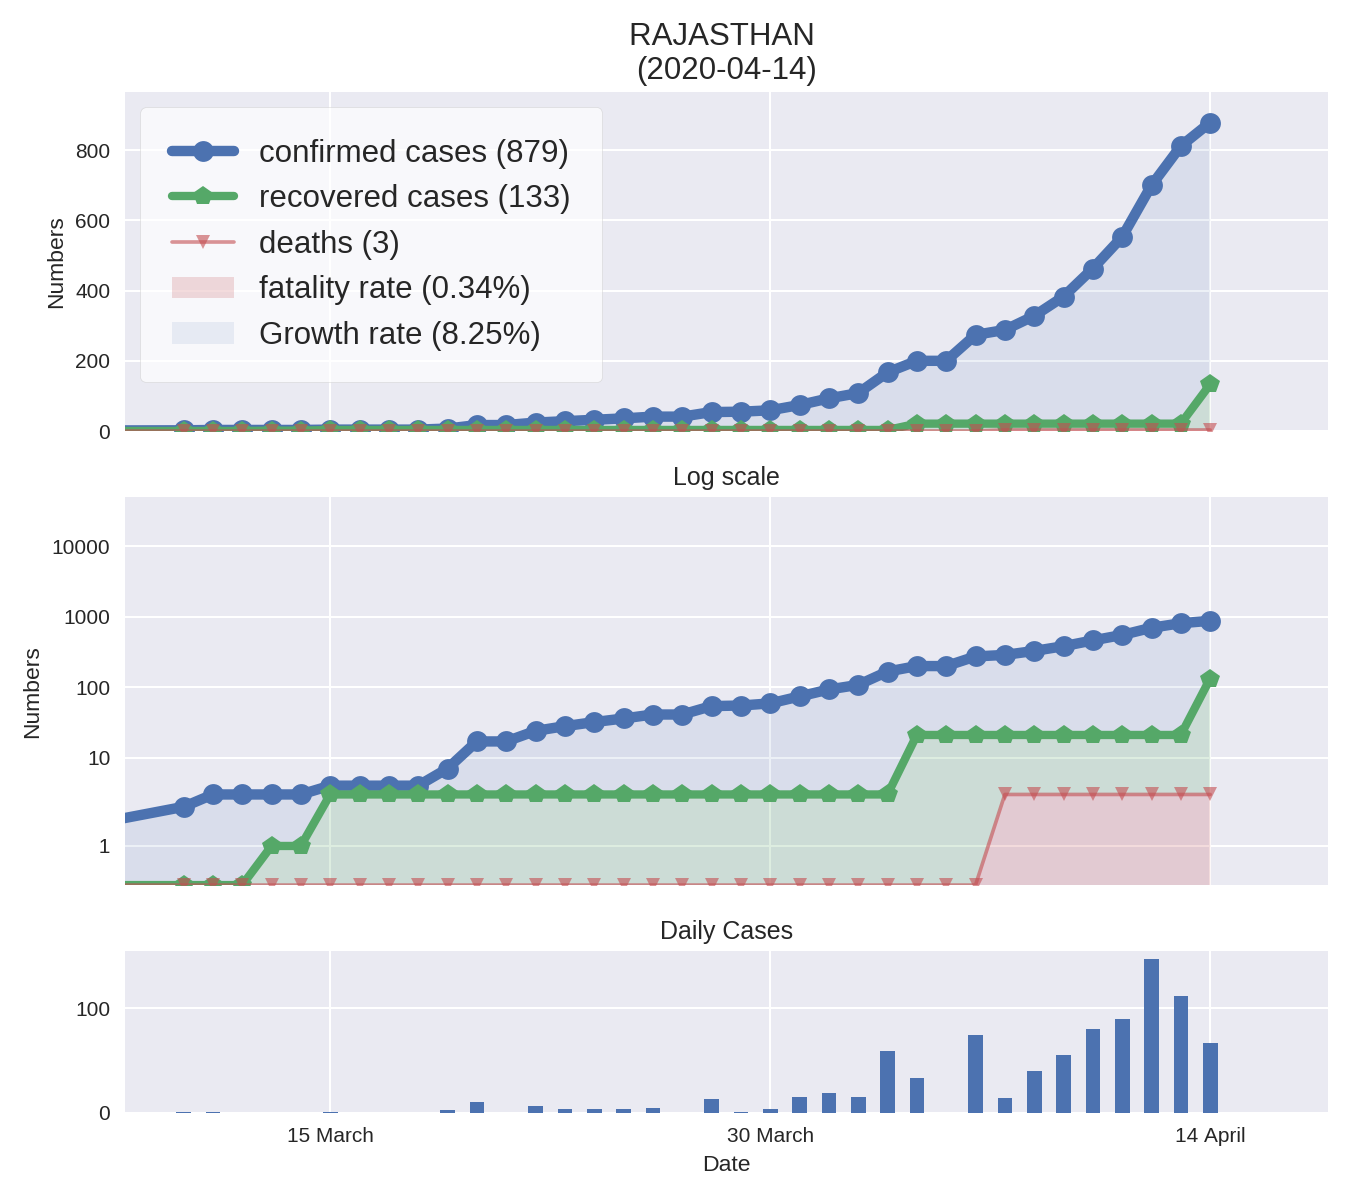 RAJASTHAN
(2020-04-14)
confirmed cases (879)
recovered cases (133)
deaths (3)
fatality rate (0.34%)
Growth rate (8.25%)
Numbers
800
600
400
200
0
Log scale
Numbers
10000
1000
100
10
1
Daily Cases
100
0
15 March
30 March
14 April
Date